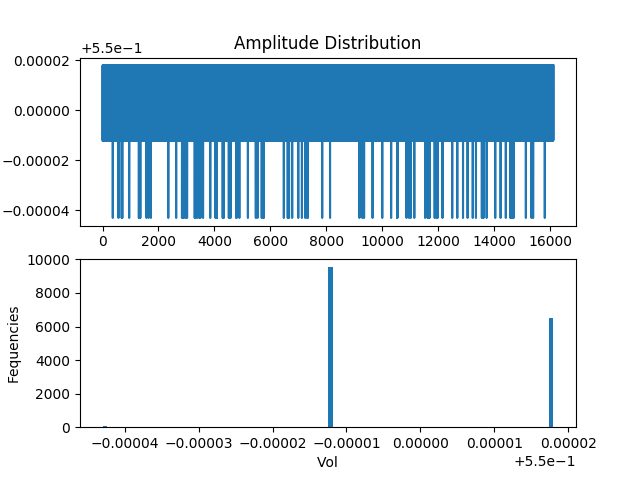 Amplitude Distribution
+5.5e−1
0.00002
0.00000
−0.00002
−0.00004
0 2000 4000 6000 8000 10000 12000 14000 16000
10000
8000
6000
4000
2000
0
Fequencies
−0.00004 −0.00003 −0.00002 −0.00001 0.00000 0.00001 0.00002
Vol
+5.5e−1